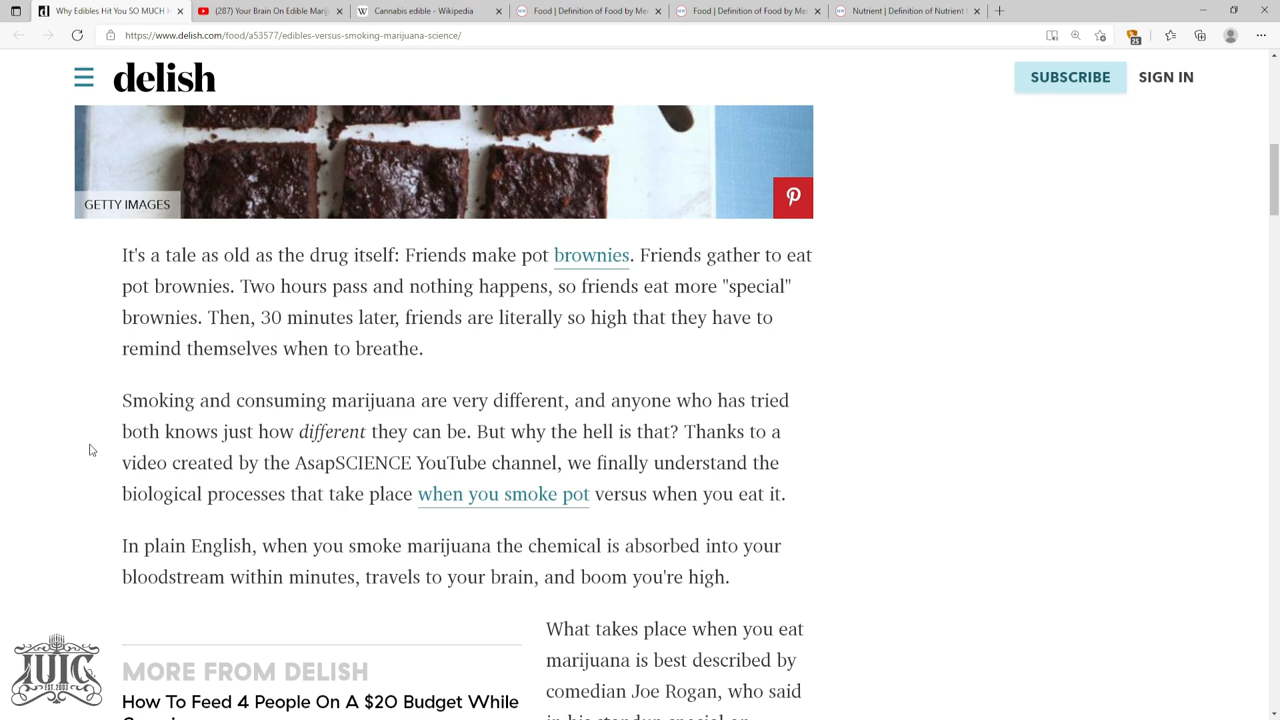 Why Edibles Hit You SO MUCH
(287) Your Brain On Edible Mari
Cannabis edible - Wikipedia
Food | Definition of Food by Me
Food | Definition of Food by Me
Nutrient | Definition of Nutrient
https://www.delish.com/food/a53577/edibles-versus-smoking-marijuana-science/
25
delish
SUBSCRIBE
SIGN IN
GETTY IMAGES
It's a tale as old as the drug itself: Friends make pot brownies. Friends gather to eat
pot brownies. Two hours pass and nothing happens, so friends eat more "special"
brownies. Then, 30 minutes later, friends are literally so high that they have to
remind themselves when to breathe.
Smoking and consuming marijuana are very different, and anyone who has tried
both knows just how different they can be. But why the hell is that? Thanks to a
video created by the AsapSCIENCE YouTube channel, we finally understand the
biological processes that take place when you smoke pot versus when you eat it.
In plain English, when you smoke marijuana the chemical is absorbed into your
bloodstream within minutes, travels to your brain, and boom you're high.
What takes place when you eat
marijuana is best described by
comedian Joe Rogan, who said
MORE FROM DELISH
How To Feed 4 People On A $20 Budget While
IUIC
EST. 2003